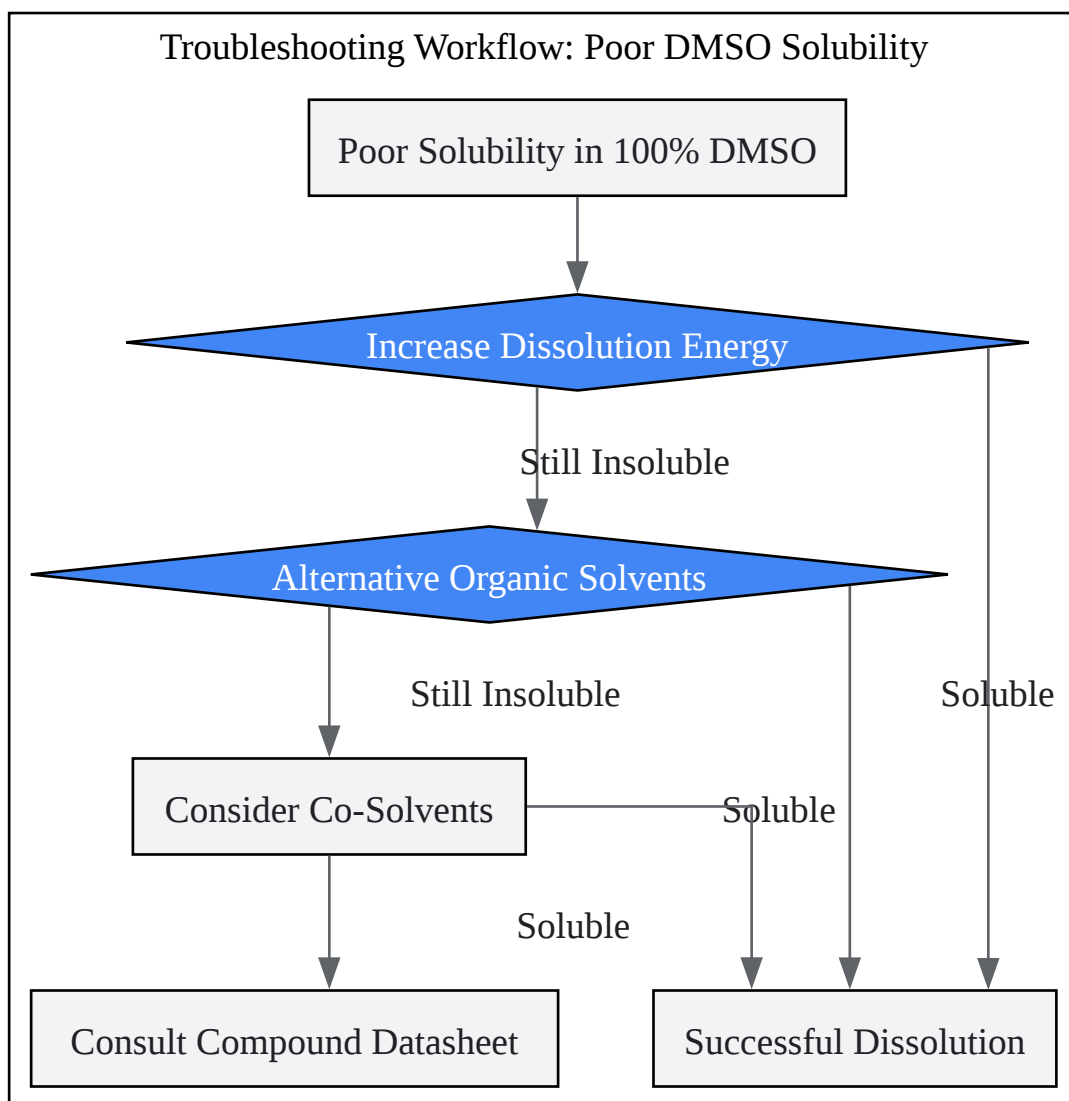 Troubleshooting Workflow: Poor DMSO Solubility
Poor Solubility in 100% DMSO
Increase Dissolution Energy
Still Insoluble
Alternative Organic Solvents
Still Insoluble
Soluble
Consider Co-Solvents
Soluble
Soluble
Consult Compound Datasheet
Successful Dissolution